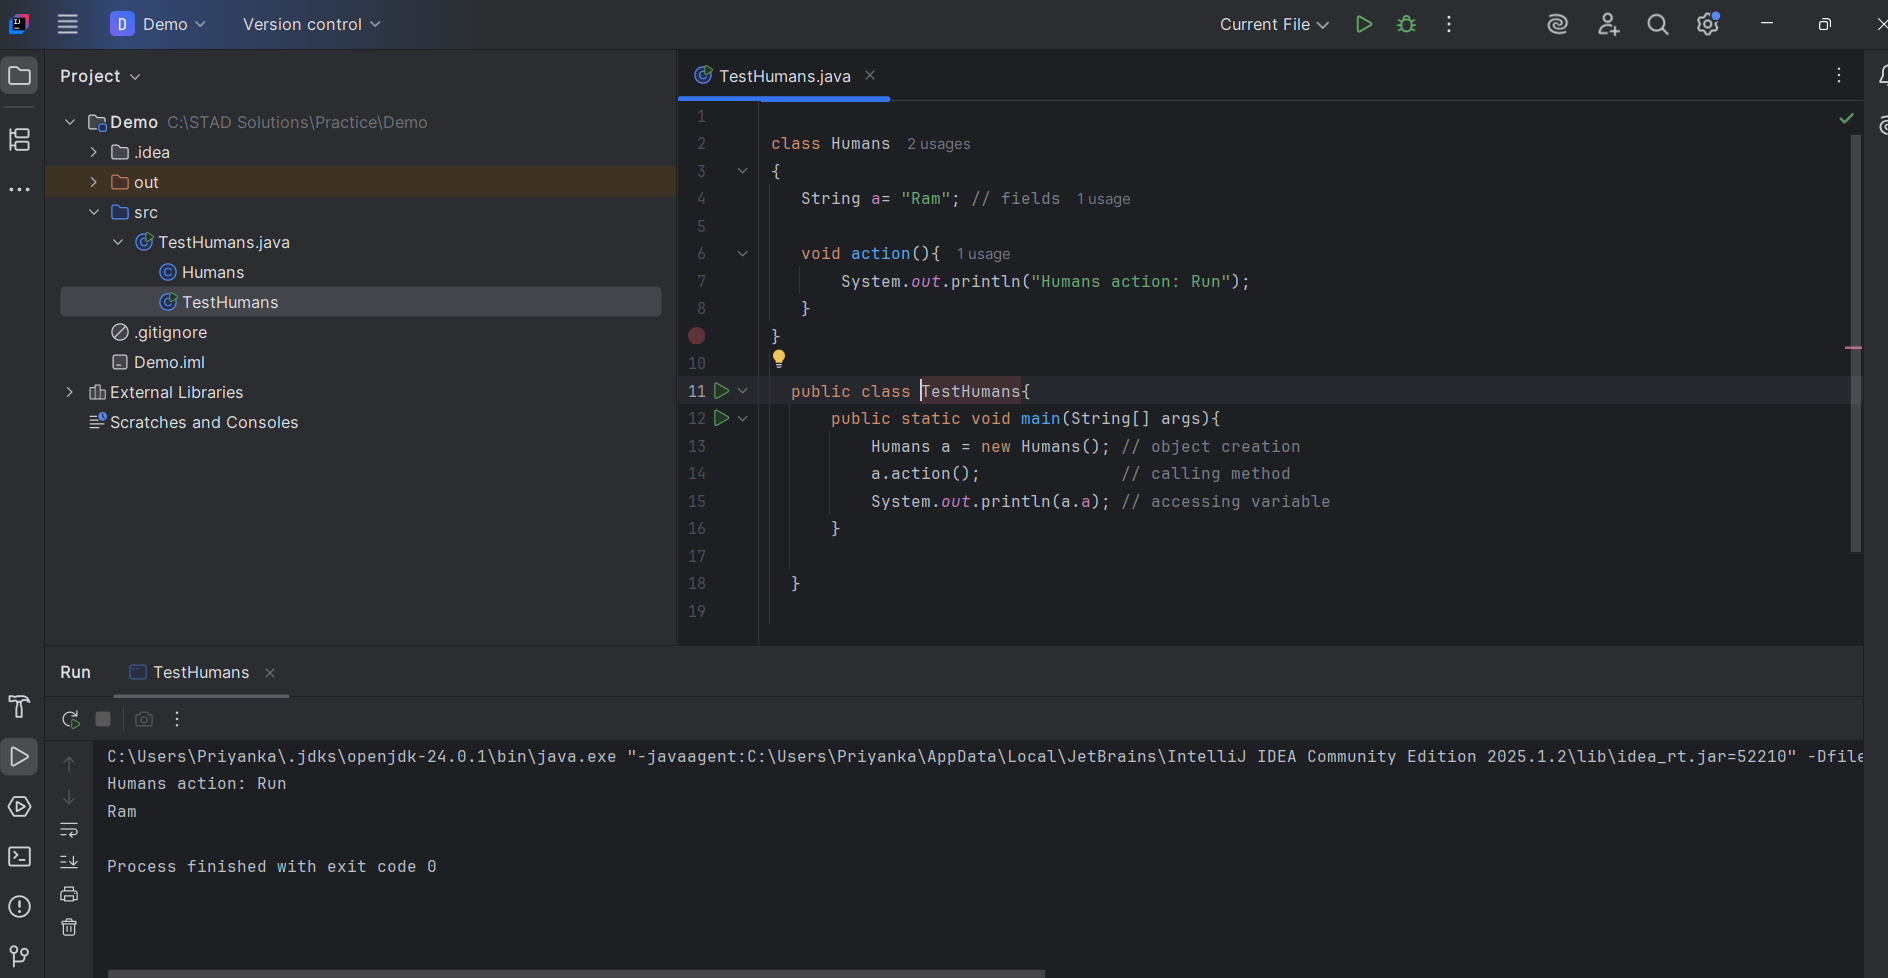 D Demo Version control Current File
Project
Demo C:\STAD Solutions\Practice\Demo
.idea
out
src
TestHumans.java
Humans
TestHumans
.gitignore
Demo.iml
External Libraries
Scratches and Consoles
TestHumans.java
1
2 class Humans 2 usages
3 {
4 String a= "Ram"; // fields 1 usage
5
6 void action(){ 1 usage
7 System.out.println("Humans action: Run");
8 }
}
10
11 public class TestHumans{
12 public static void main(String[] args){
13 Humans a = new Humans(); // object creation
14 a.action(); // calling method
15 System.out.println(a.a); // accessing variable
16 }
17
18 }
19
Run TestHumans
C:\Users\Priyanka\.jdks\openjdk-24.0.1\bin\java.exe "-javaagent:C:\Users\Priyanka\AppData\Local\JetBrains\IntelliJ IDEA Community Edition 2025.1.2\lib\idea_rt.jar=52210" -Dfile
Humans action: Run
Ram
Process finished with exit code 0